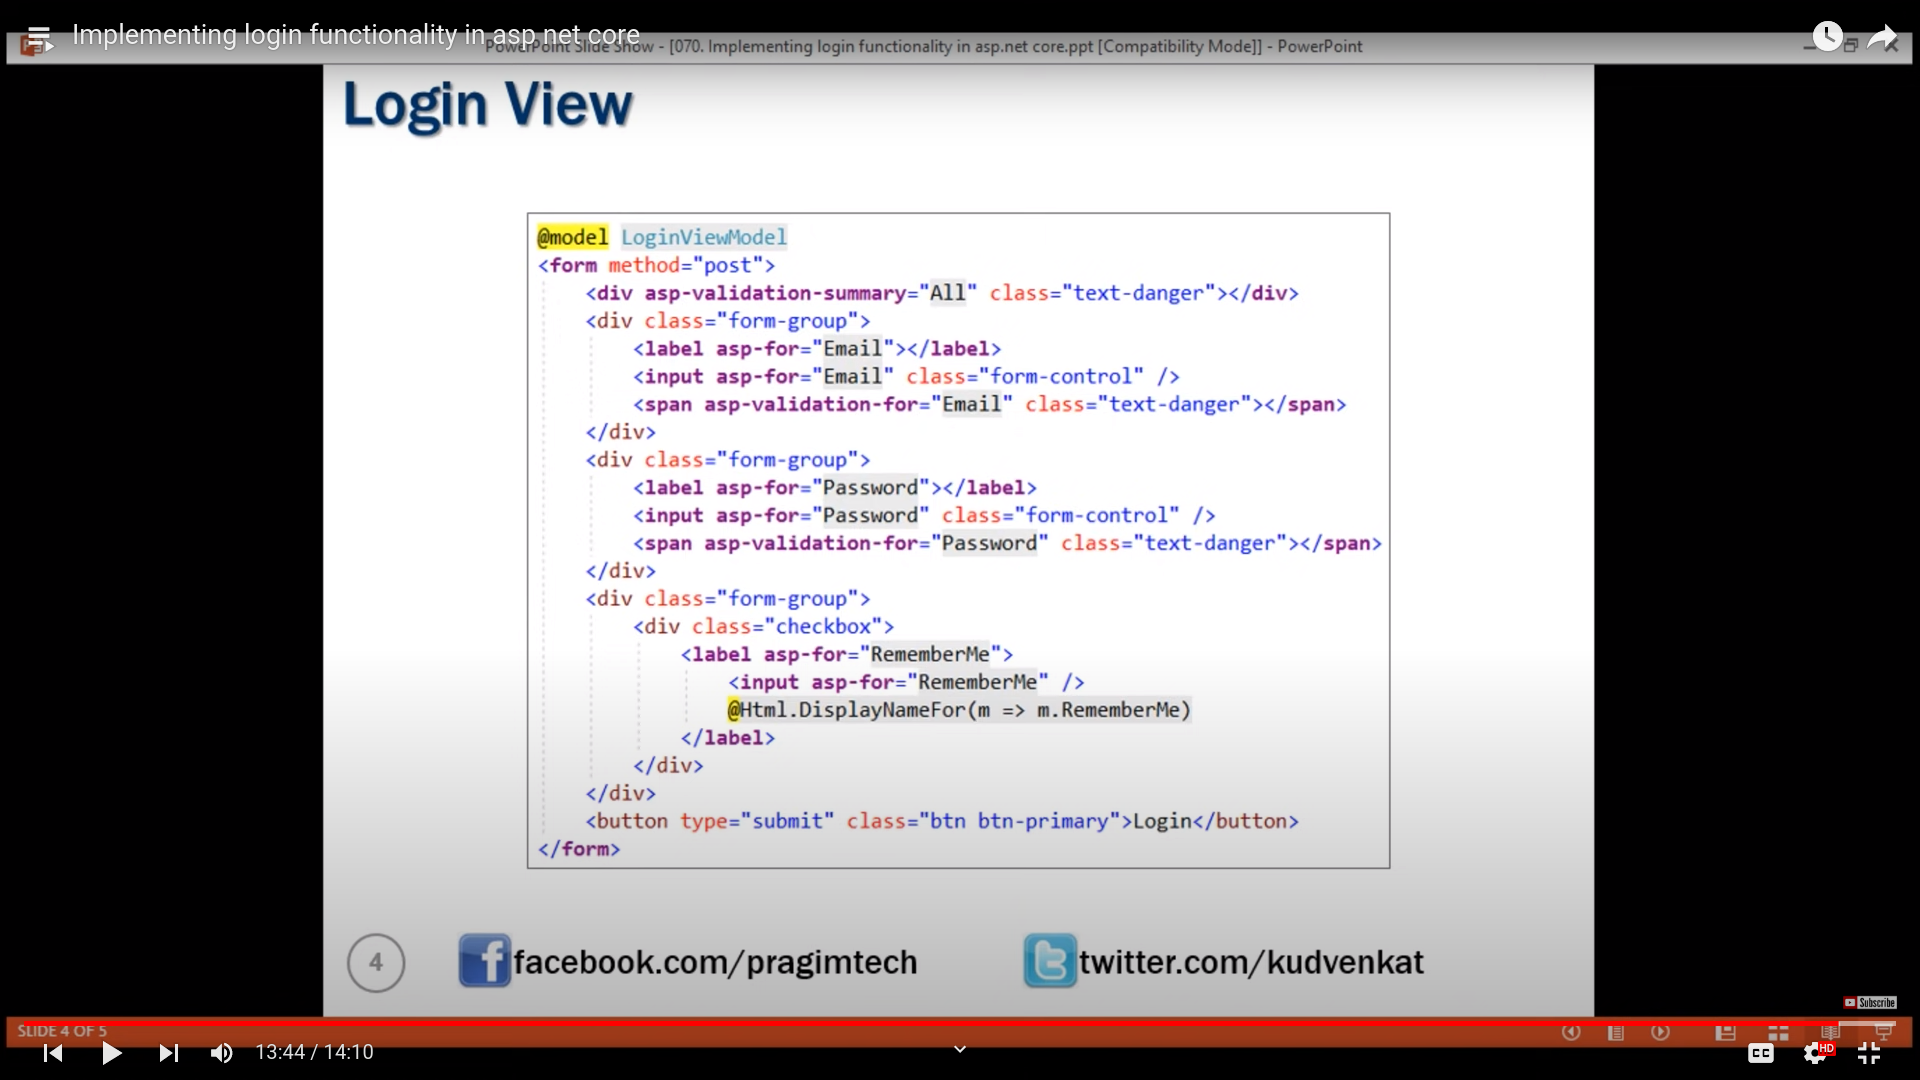 Implementing login functionality in asp net core
PowerPoint Slide Show - [070. Implementing login functionality in asp.net core.ppt [Compatibility Mode]] - PowerPoint
Login View
@model LoginViewModel
<form method="post">
<div asp-validation-summary="All" class="text-danger"></div>
<div class="form-group">
<label asp-for="Email"></label>
<input asp-for="Email" class="form-control" />
<span asp-validation-for="Email" class="text-danger"></span>
</div>
<div class="form-group">
<label asp-for="Password"></label>
<input asp-for="Password" class="form-control" />
<span asp-validation-for="Password" class="text-danger"></span>
</div>
<div class="form-group">
<div class="checkbox">
<label asp-for="RememberMe">
<input asp-for="RememberMe" />
@Html.DisplayNameFor(m => m.RememberMe)
</label>
</div>
</div>
<button type="submit" class="btn btn-primary">Login</button>
</form>
4
facebook.com/pragimtech
twitter.com/kudvenkat
Subscribe
SLIDE 4 OF 5
13:44 / 14:10
CC
HD